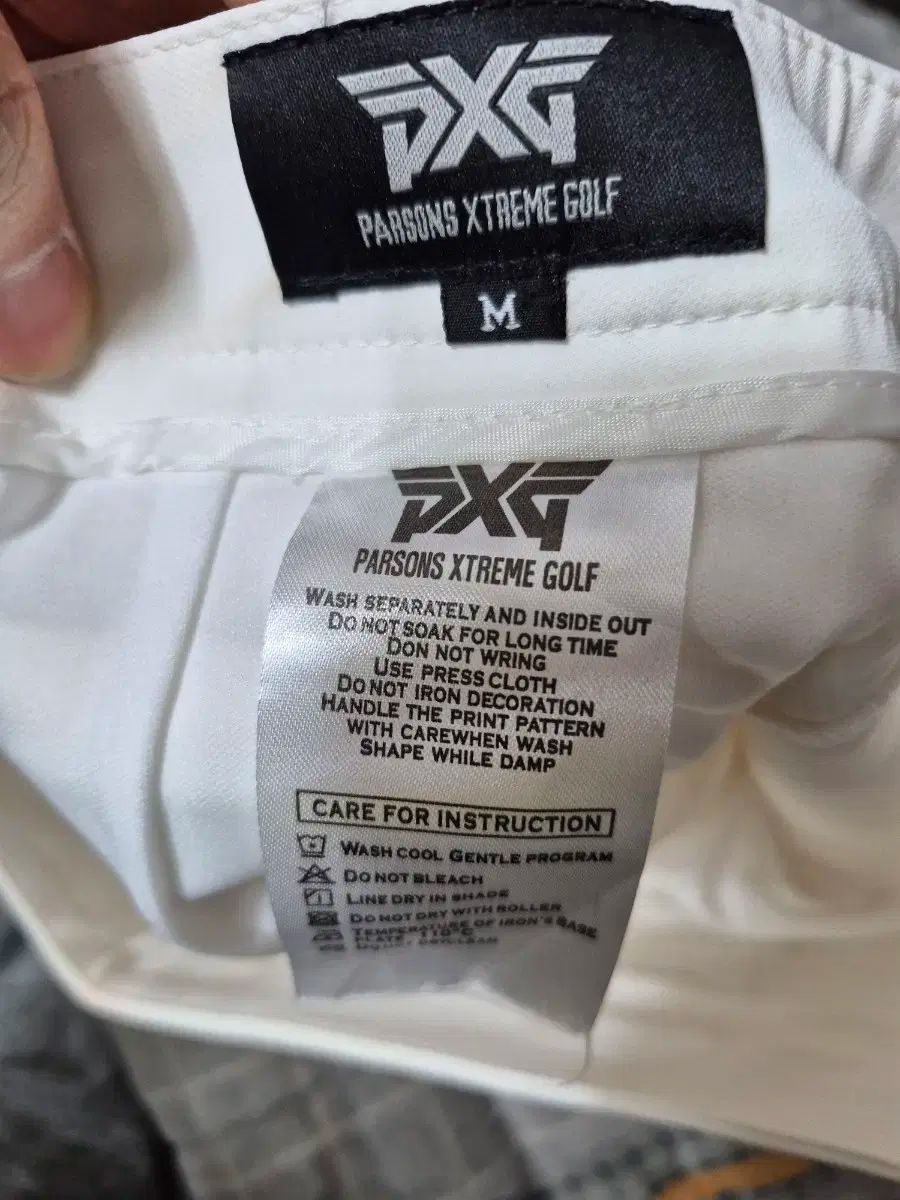 PXG
PARSONS XTREME GOLF
M
PXG
PARSONS XTREME GOLF
WASH SEPARATELY AND INSIDE OUT
DO NOT SOAK FOR LONG TIME
DON NOT WRING
USE PRESS CLOTH
DO NOT IRON DECORATION
HANDLE THE PRINT PATTERN
WITH CAREWHEN WASH
SHAPE WHILE DAMP
CARE FOR INSTRUCTION
WASH COOL GENTLE PROGRAM
DO NOT BLEACH
LINE DRY IN SHADE
DO NOT DRY WITH ROLLER
TEMPERATURE OF IRON'S BASE
PLATE 110°C
DRYCLEAN